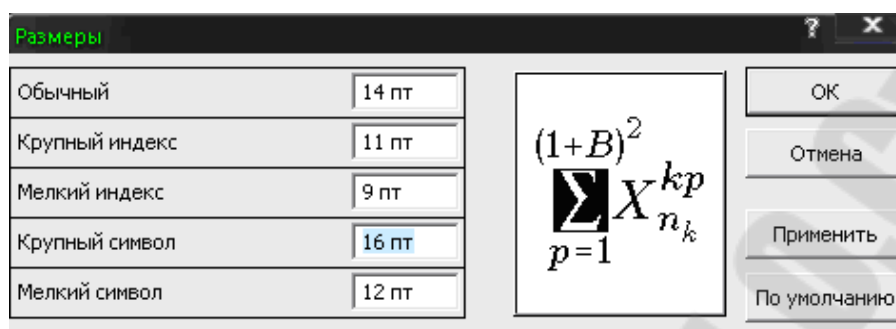 Размеры
Обычный 14 пт
Крупный индекс 11 пт
Мелкий индекс 9 пт
Крупный символ 16 пт
Мелкий символ 12 пт
(1+B)^2
∑ X^{kp}_{n_k}
p=1
? X
OK
Отмена
Применить
По умолчанию